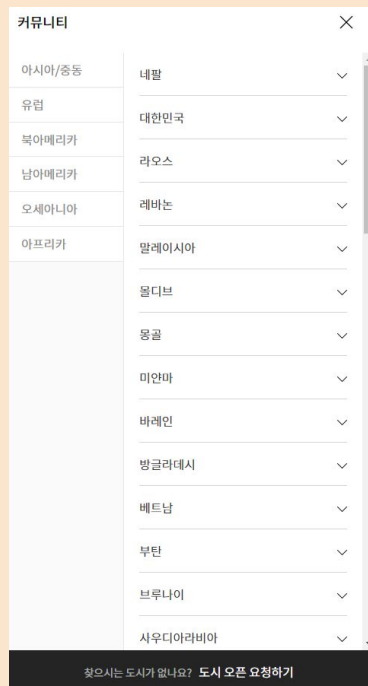 커뮤니티
아시아/중동
유럽
북아메리카
남아메리카
오세아니아
아프리카
네팔
대한민국
라오스
레바논
말레이시아
몰디브
몽골
미얀마
바레인
방글라데시
베트남
부탄
브루나이
사우디아라비아
찾으시는 도시가 없나요? 도시 오픈 요청하기